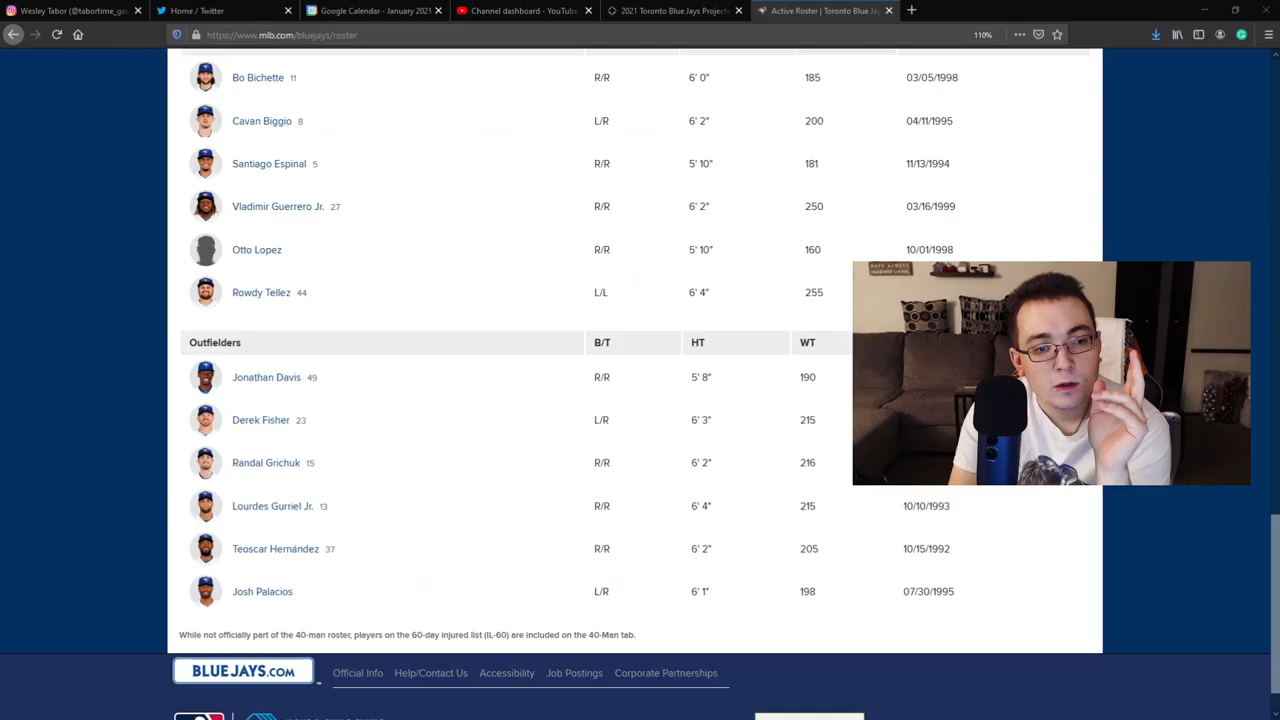 Wesley Tabor (@tabortime_ga
Home / Twitter
Google Calendar - January 2021
Channel dashboard - YouTube
2021 Toronto Blue Jays Project
Active Roster | Toronto Blue Je
https://www.mlb.com/bluejays/roster
110%
Bo Bichette 11 R/R 6' 0" 185 03/05/1998
Cavan Biggio 8 L/R 6' 2" 200 04/11/1995
Santiago Espinal 5 R/R 5' 10" 181 11/13/1994
Vladimir Guerrero Jr. 27 R/R 6' 2" 250 03/16/1999
Otto Lopez R/R 5' 10" 160 10/01/1998
Rowdy Tellez 44 L/L 6' 4" 255
Outfielders B/T HT WT
Jonathan Davis 49 R/R 5' 8" 190
Derek Fisher 23 L/R 6' 3" 215
Randal Grichuk 15 R/R 6' 2" 216
Lourdes Gurriel Jr. 13 R/R 6' 4" 215 10/10/1993
Teoscar Hernández 37 R/R 6' 2" 205 10/15/1992
Josh Palacios L/R 6' 1" 198 07/30/1995
While not officially part of the 40-man roster, players on the 60-day injured list (IL-60) are included on the 40-Man tab.
BLUEJAYS.COM
Official Info Help/Contact Us Accessibility Job Postings Corporate Partnerships